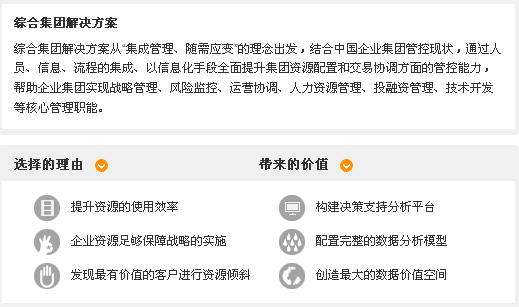 综合集团解决方案
综合集团解决方案从“集成管理、随需应变”的理念出发，结合中国企业集团管控现状，通过人
员、信息、流程的集成、以信息化手段全面提升集团资源配置和交易协调方面的管控能力，
帮助企业集团实现战略管理、风险监控、运营协调、人力资源管理、投融资管理、技术开发
等核心管理职能。
选择的理由
带来的价值
提升资源的使用效率
构建决策支持分析平台
企业资源足够保障战略的实施
配置完整的数据分析模型
发现最有价值的客户进行资源倾斜
创造最大的数据价值空间